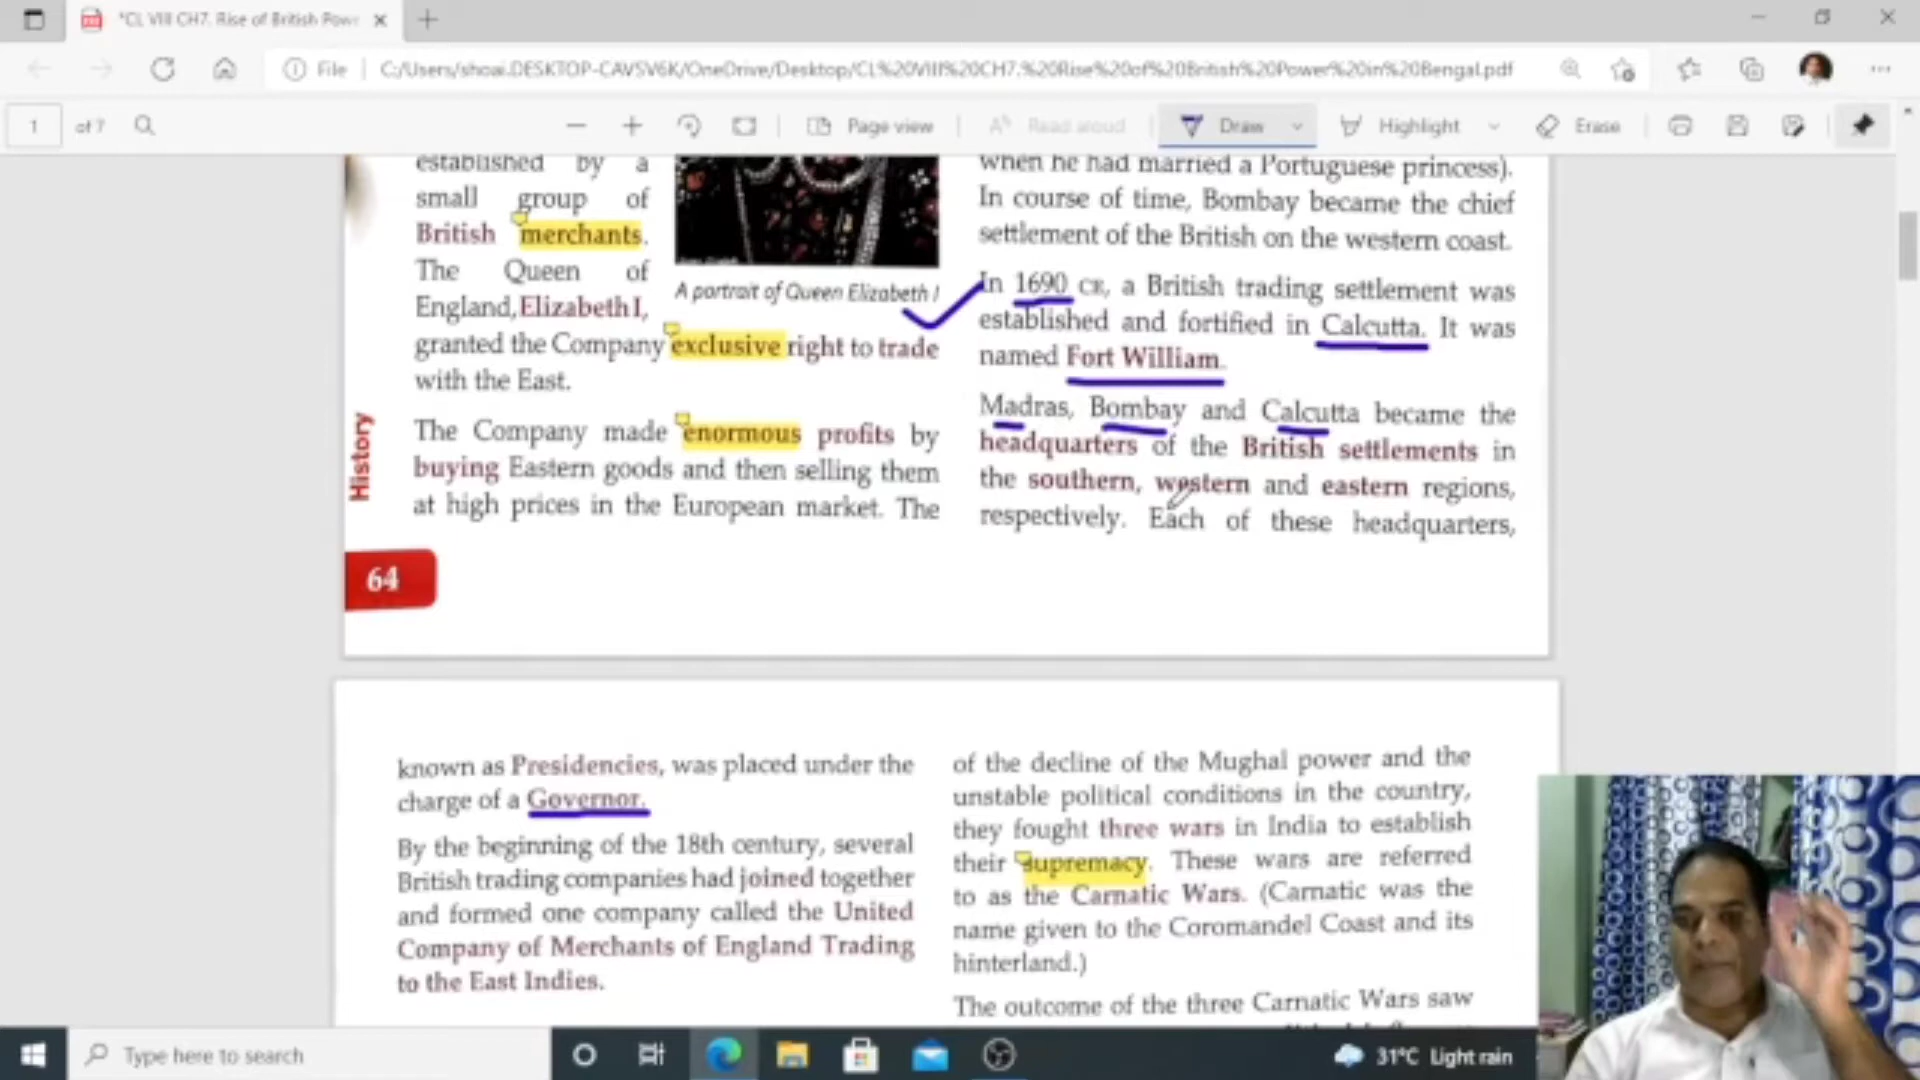 *CL VIII CH7. Rise of British Powe
File
C:/Users/shoai.DESKTOP-CAVSV6K/OneDrive/Desktop/CL%20VIII%20CH7.%20Rise%20of%20British%20Power%20in%20Bengal.pdf
1 of 7
Page view
Read aloud
Draw
Highlight
Erase
established by a
small group of
British merchants.
The Queen of
England, Elizabeth I,
granted the Company exclusive right to trade
with the East.
The Company made enormous profits by
buying Eastern goods and then selling them
at high prices in the European market. The
A portrait of Queen Elizabeth I
History
64
when he had married a Portuguese princess).
In course of time, Bombay became the chief
settlement of the British on the western coast.
In 1690 CE, a British trading settlement was
established and fortified in Calcutta. It was
named Fort William.
Madras, Bombay and Calcutta became the
headquarters of the British settlements in
the southern, western and eastern regions,
respectively. Each of these headquarters,
known as Presidencies, was placed under the
charge of a Governor.
By the beginning of the 18th century, several
British trading companies had joined together
and formed one company called the United
Company of Merchants of England Trading
to the East Indies.
of the decline of the Mughal power and the
unstable political conditions in the country,
they fought three wars in India to establish
their supremacy. These wars are referred
to as the Carnatic Wars. (Carnatic was the
name given to the Coromandel Coast and its
hinterland.)
The outcome of the three Carnatic Wars saw
Type here to search
31°C Light rain